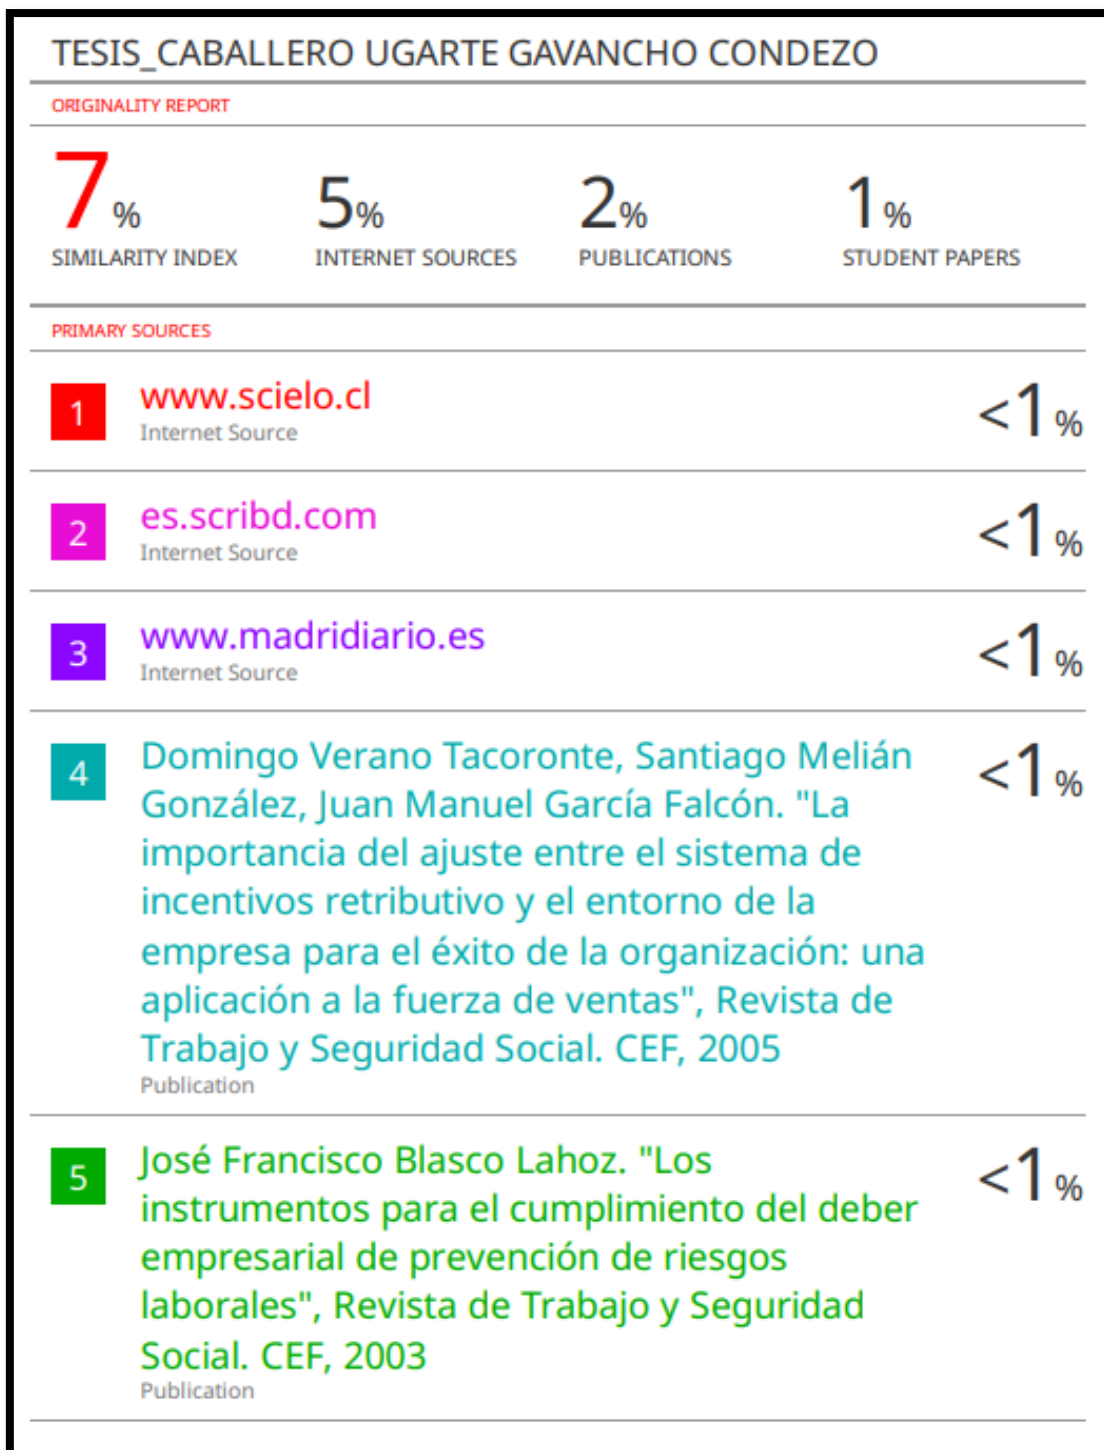 TESIS_CABALLERO UGARTE GAVANCHO CONDEZO
ORIGINALITY REPORT
7% 5% 2% 1%
SIMILARITY INDEX INTERNET SOURCES PUBLICATIONS STUDENT PAPERS
PRIMARY SOURCES
1 www.scielo.cl <1%
Internet Source
2 es.scribd.com <1%
Internet Source
3 www.madridiario.es <1%
Internet Source
4 Domingo Verano Tacoronte, Santiago Melián <1%
González, Juan Manuel García Falcón. "La
importancia del ajuste entre el sistema de
incentivos retributivo y el entorno de la
empresa para el éxito de la organización: una
aplicación a la fuerza de ventas", Revista de
Trabajo y Seguridad Social. CEF, 2005
Publication
5 José Francisco Blasco Lahoz. "Los <1%
instrumentos para el cumplimiento del deber
empresarial de prevención de riesgos
laborales", Revista de Trabajo y Seguridad
Social. CEF, 2003
Publication